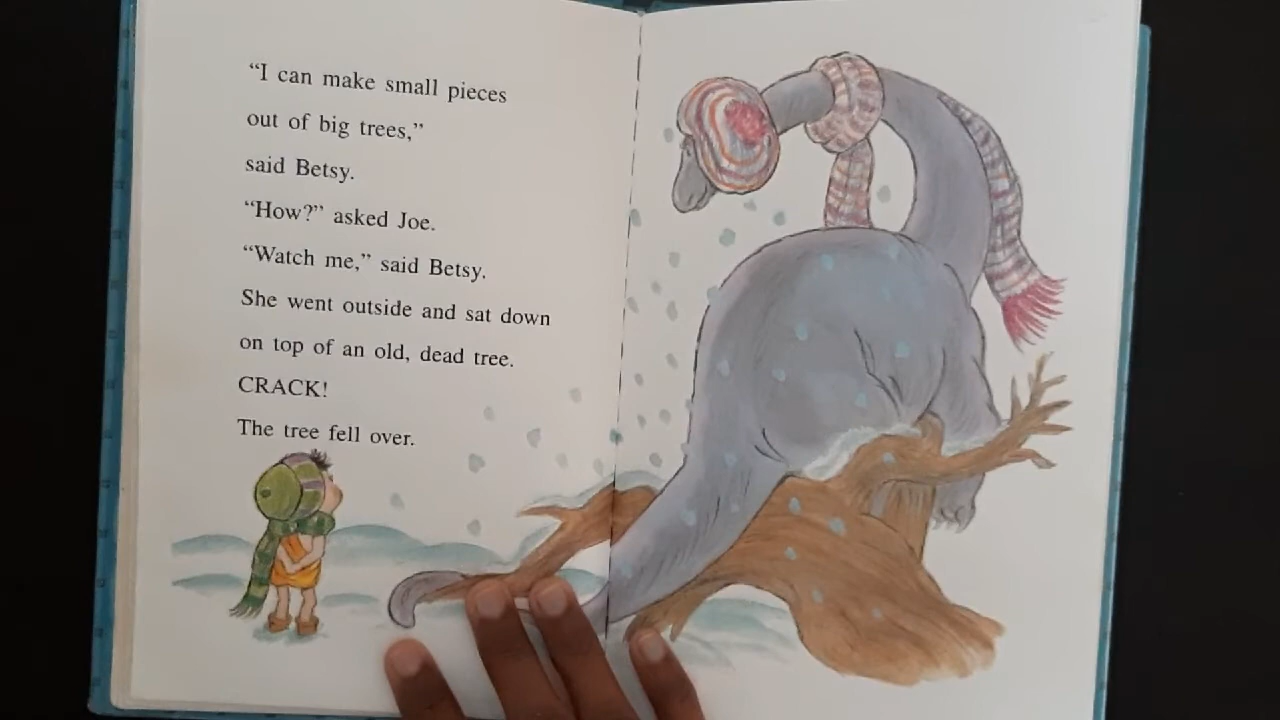 “I can make small pieces
out of big trees,”
said Betsy.
“How?” asked Joe.
“Watch me,” said Betsy.
She went outside and sat down
on top of an old, dead tree.
CRACK!
The tree fell over.